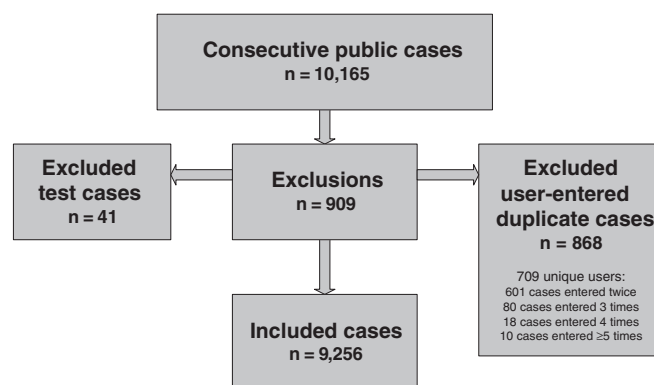 Consecutive public cases
n = 10,165
Excluded
test cases
n = 41
Exclusions
n = 909
Excluded
user-entered
duplicate cases
n = 868
709 unique users:
601 cases entered twice
80 cases entered 3 times
18 cases entered 4 times
10 cases entered ≥5 times
Included cases
n = 9,256